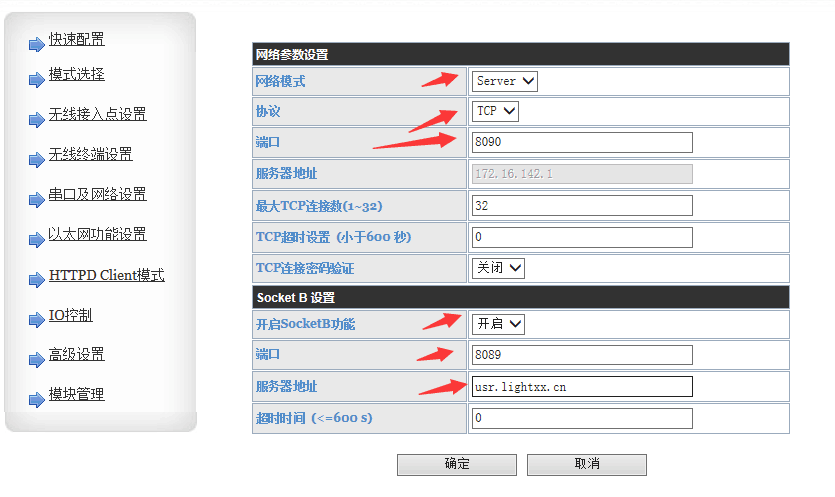 快速配置
模式选择
无线接入点设置
无线终端设置
串口及网络设置
以太网功能设置
HTTPD Client模式
IO控制
高级设置
模块管理
网络参数设置
网络模式 Server
协议 TCP
端口 8090
服务器地址 172.16.142.1
最大TCP连接数(1~32) 32
TCP超时设置 (小于600 秒) 0
TCP连接密码验证 关闭
Socket B 设置
开启SocketB功能 开启
端口 8089
服务器地址 usr.lightxx.cn
超时时间 (<=600 s) 0
确定 取消